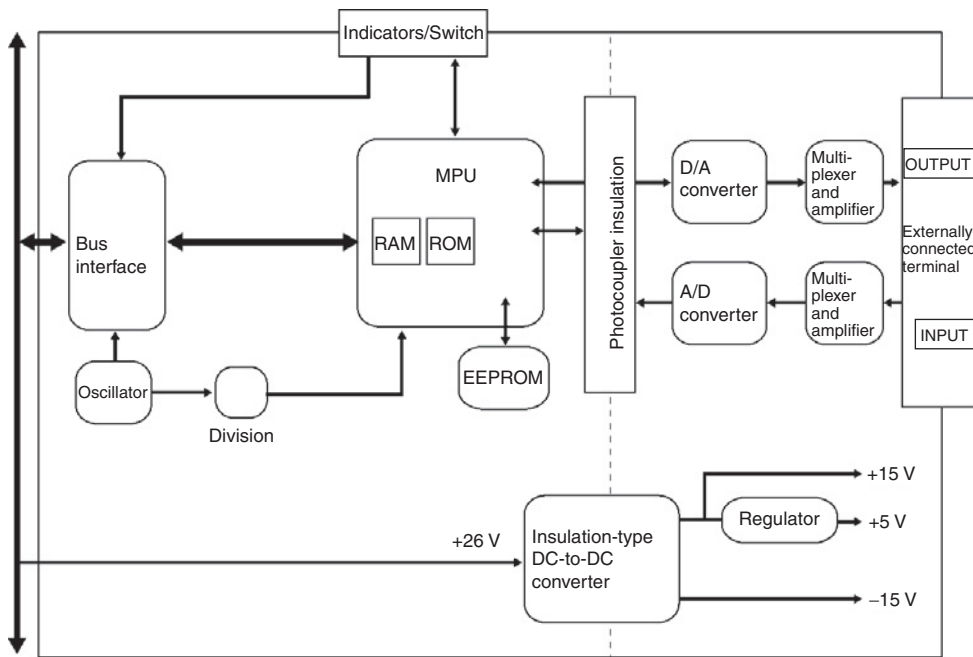 Indicators/Switch
Bus
interface
MPU
RAM
ROM
EEPROM
Oscillator
Division
Photocoupler insulation
D/A
converter
Multi-
plexer
and
amplifier
A/D
converter
Multi-
plexer
and
amplifier
OUTPUT
Externally
connected
terminal
INPUT
+26 V
Insulation-type
DC-to-DC
converter
Regulator
+15 V
+5 V
−15 V